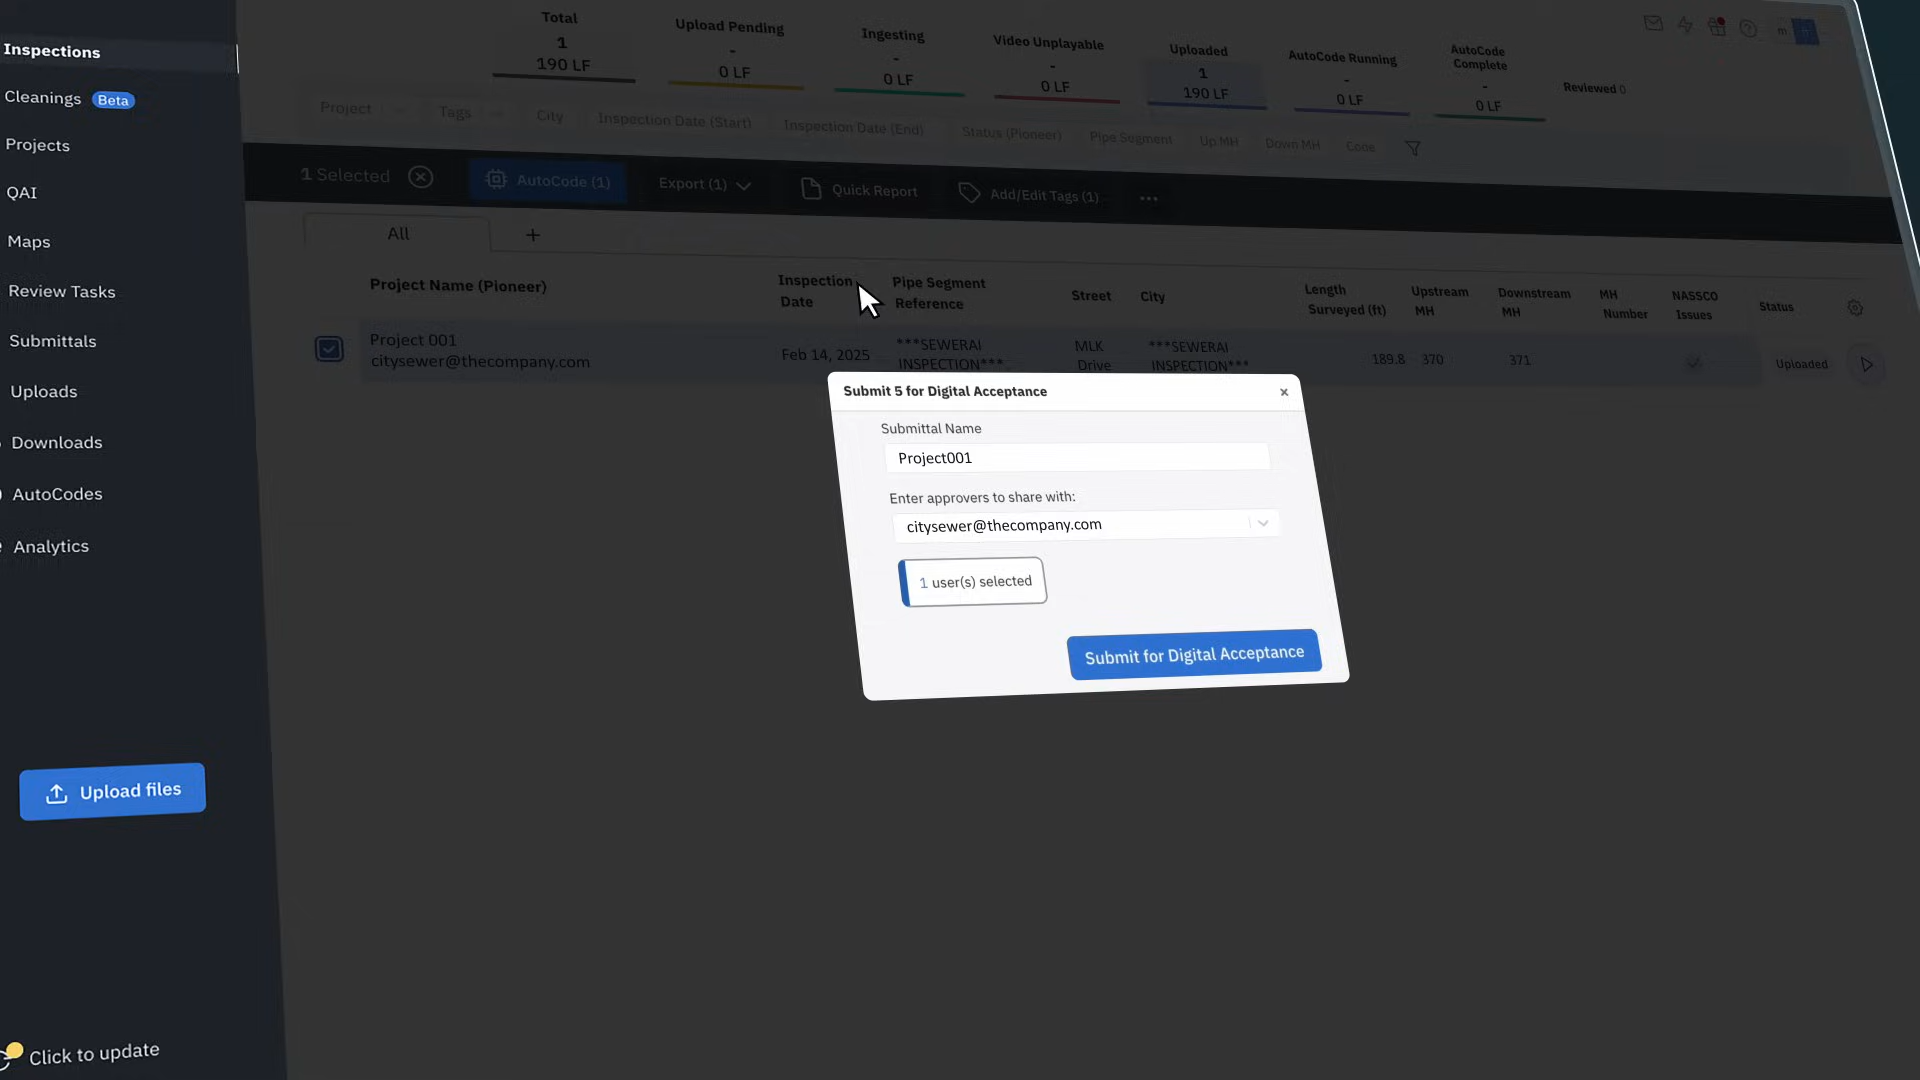 Inspections
Cleanings Beta
Projects
QAI
Maps
Review Tasks
Submittals
Uploads
Downloads
AutoCodes
Analytics
Upload files
Click to update
Total
1
190 LF
Upload Pending
-
0 LF
Ingesting
-
0 LF
Video Unplayable
-
0 LF
Uploaded
1
190 LF
AutoCode Running
-
0 LF
AutoCode
Complete
-
0 LF
Reviewed 0
m
Project Tags City Inspection Date (Start) Inspection Date (End) Status (Pioneer) Pipe Segment Up MH Down MH Code
1 Selected AutoCode (1) Export (1) Quick Report Add/Edit Tags (1) ...
All +
Project Name (Pioneer)
Inspection
Date
Pipe Segment
Reference
Street
City
Length
Surveyed (ft)
Upstream
MH
Downstream
MH
MH
Number
NASSCO
Issues
Status
Project 001
citysewer@thecompany.com
Feb 14, 2025
***SEWERAI
INSPECTION***
MLK
Drive
***SEWERAI
INSPECTION***
189.8
370
371
Uploaded
Submit 5 for Digital Acceptance ×
Submittal Name
Project001
Enter approvers to share with:
citysewer@thecompany.com
1 user(s) selected
Submit for Digital Acceptance